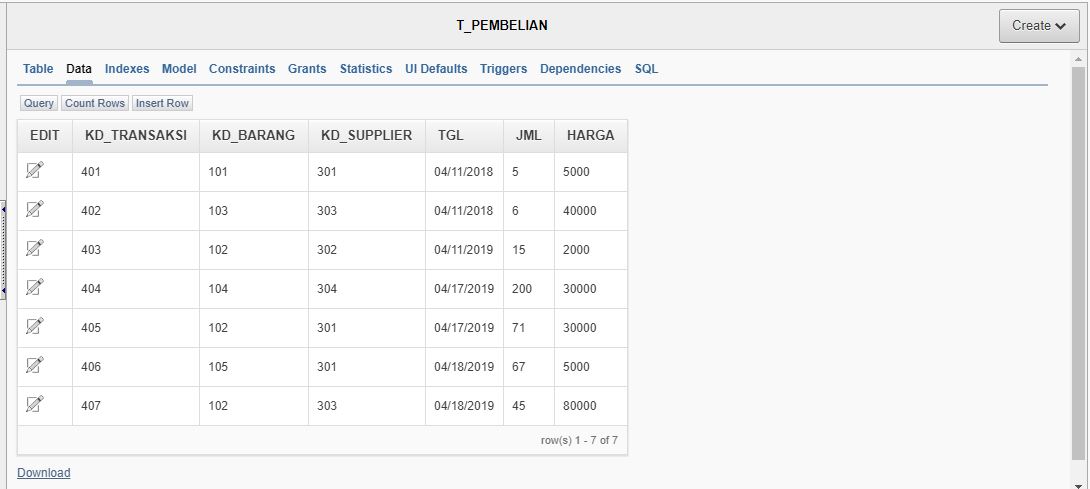 T_PEMBELIAN
Create
Table Data Indexes Model Constraints Grants Statistics UI Defaults Triggers Dependencies SQL
Query Count Rows Insert Row
EDIT KD_TRANSAKSI KD_BARANG KD_SUPPLIER TGL JML HARGA
401 101 301 04/11/2018 5 5000
402 103 303 04/11/2018 6 40000
403 102 302 04/11/2019 15 2000
404 104 304 04/17/2019 200 30000
405 102 301 04/17/2019 71 30000
406 105 301 04/18/2019 67 5000
407 102 303 04/18/2019 45 80000
row(s) 1 - 7 of 7
Download